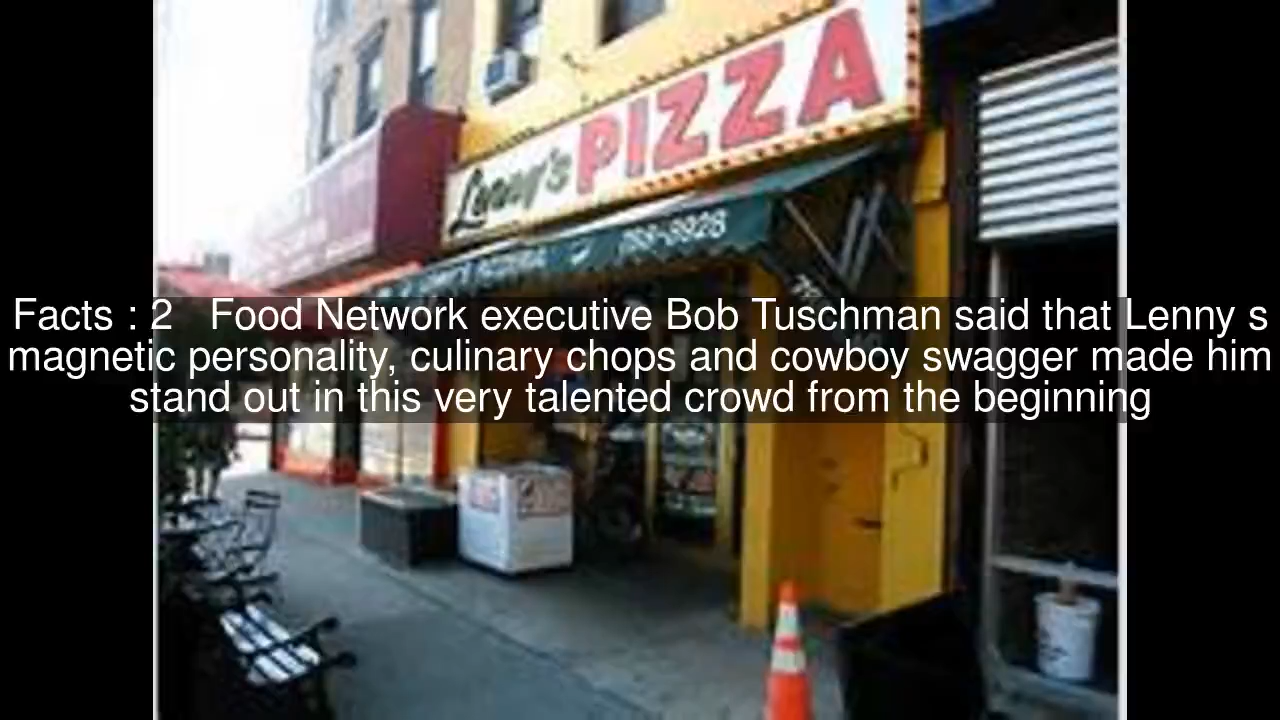 Lenny's PIZZA
Facts : 2 Food Network executive Bob Tuschman said that Lenny s
magnetic personality, culinary chops and cowboy swagger made him
stand out in this very talented crowd from the beginning